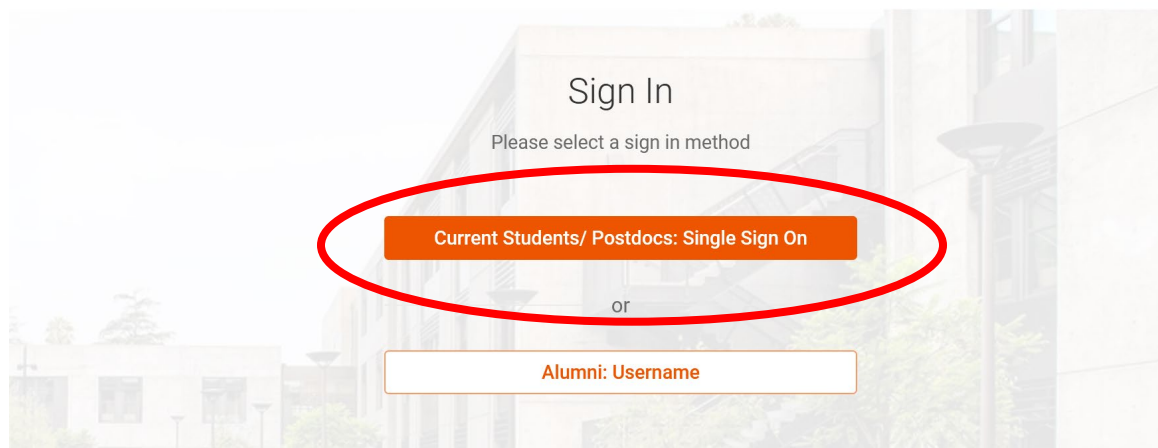 Sign In
Please select a sign in method
Current Students/ Postdocs: Single Sign On
or
Alumni: Username